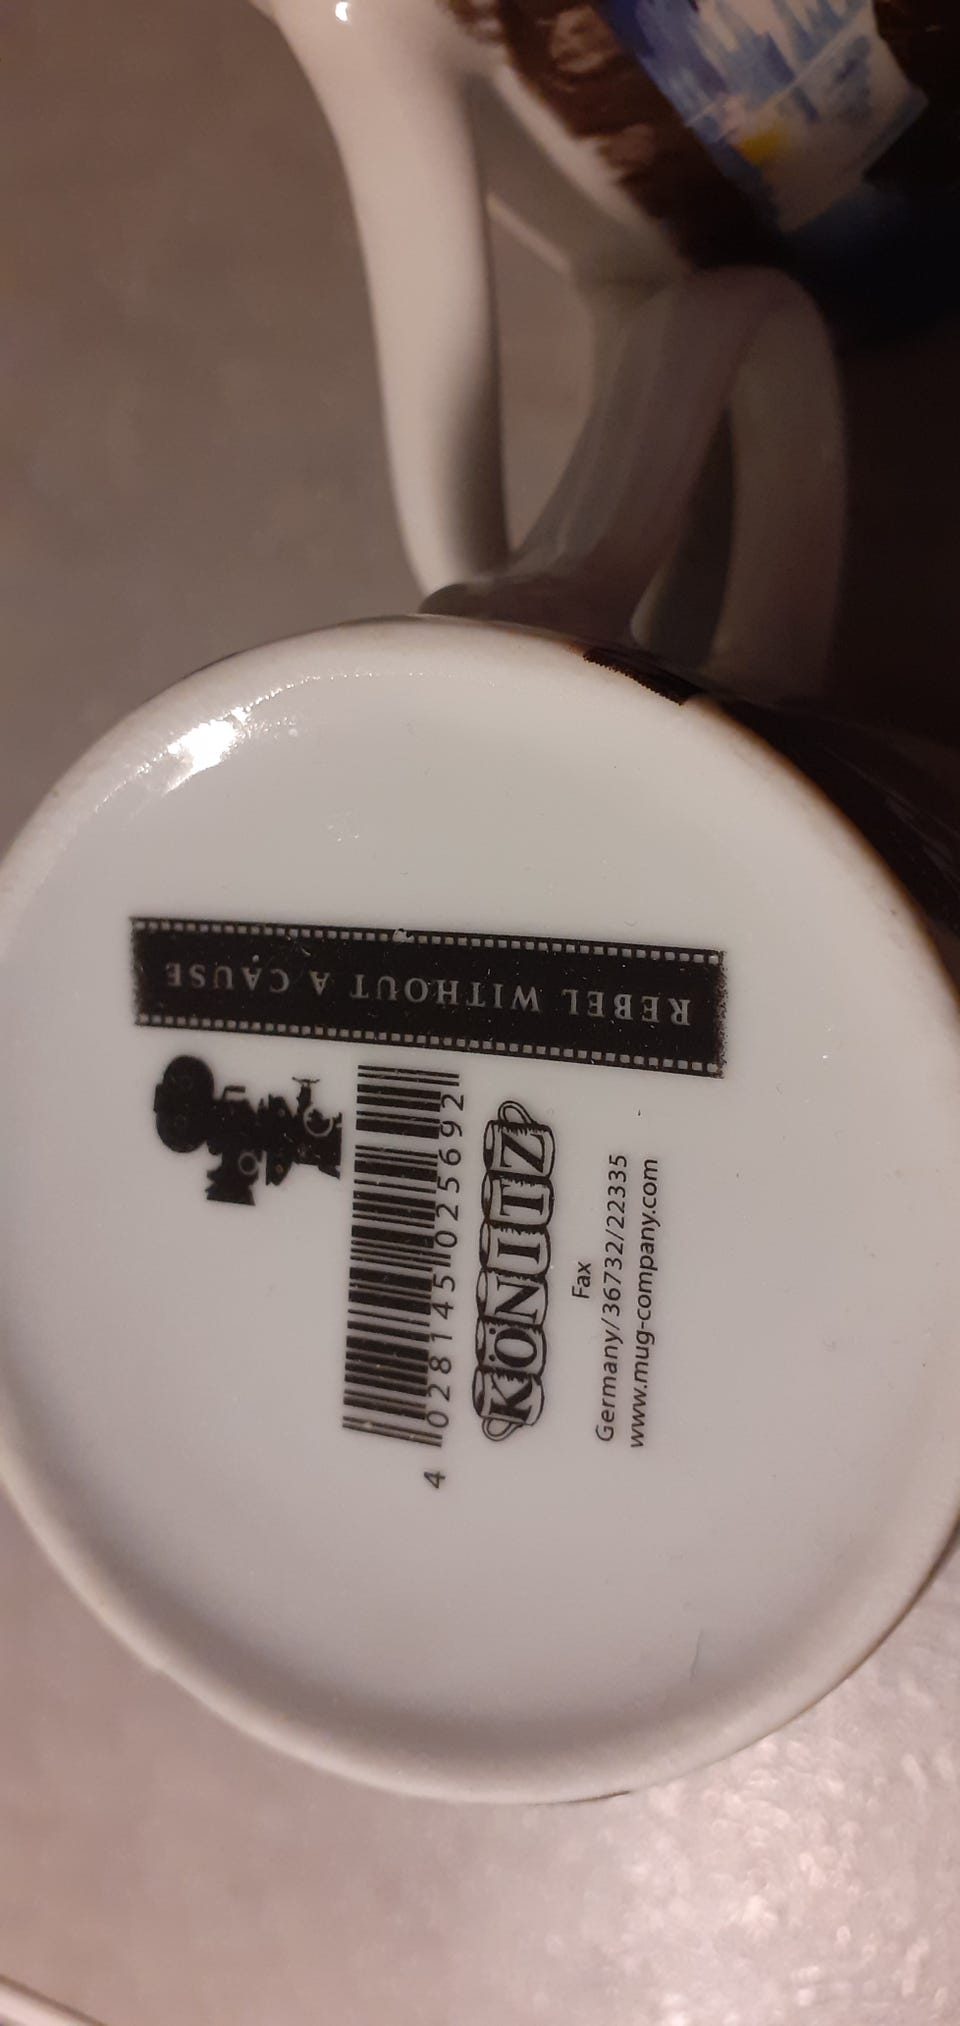 REBEL WITHOUT A CAUSE
4 028145 025692
KÖNITZ
Fax
Germany/36732/22335
www.mug-company.com